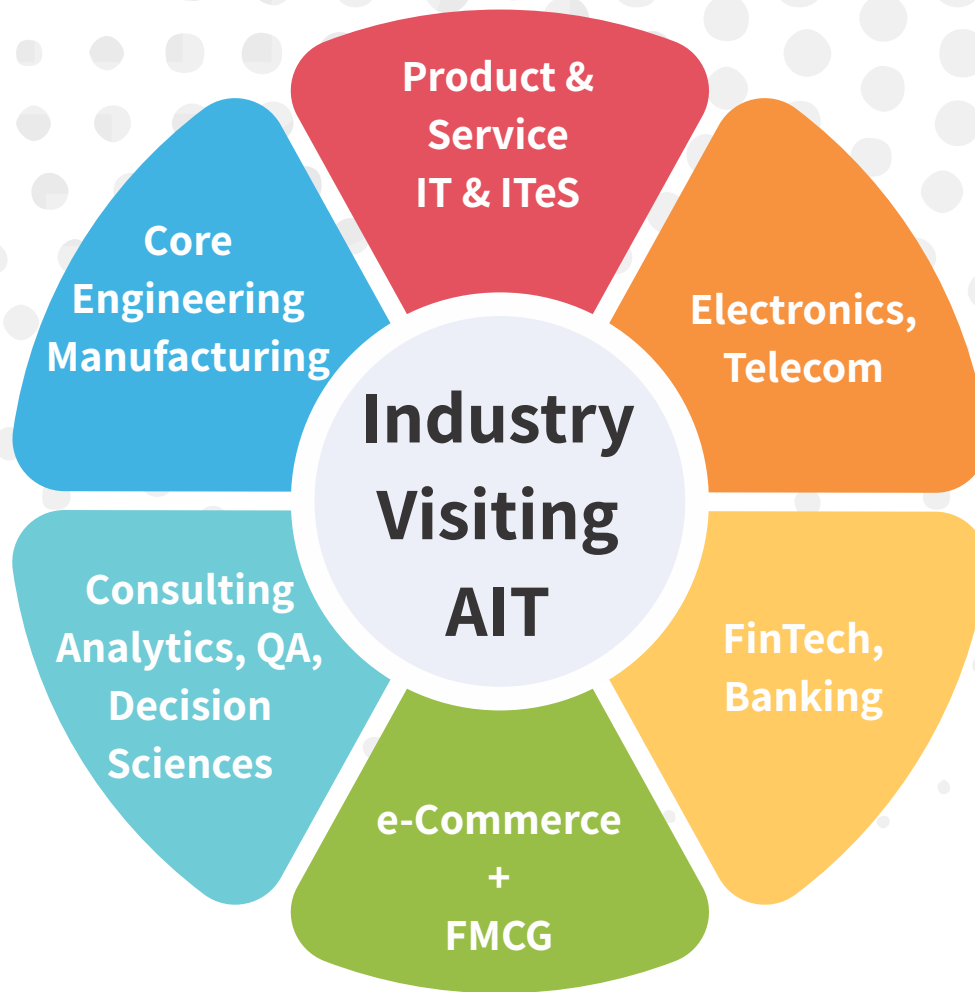 Product &
Service
IT & ITeS
Electronics,
Telecom
FinTech,
Banking
e-Commerce
+
FMCG
Consulting
Analytics, QA,
Decision
Sciences
Core
Engineering
Manufacturing
Industry
Visiting
AIT